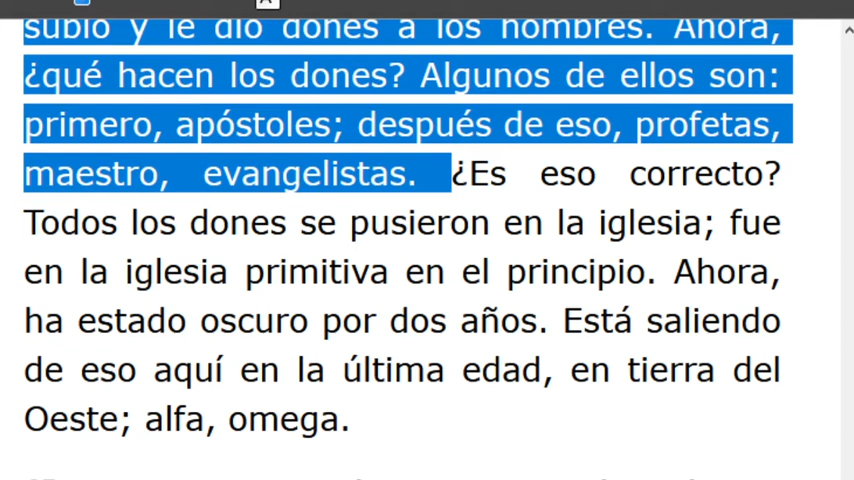 subió y le dio dones a los hombres. Ahora,
¿qué hacen los dones? Algunos de ellos son:
primero, apóstoles; después de eso, profetas,
maestro, evangelistas. ¿Es eso correcto?
Todos los dones se pusieron en la iglesia; fue
en la iglesia primitiva en el principio. Ahora,
ha estado oscuro por dos años. Está saliendo
de eso aquí en la última edad, en tierra del
Oeste; alfa, omega.